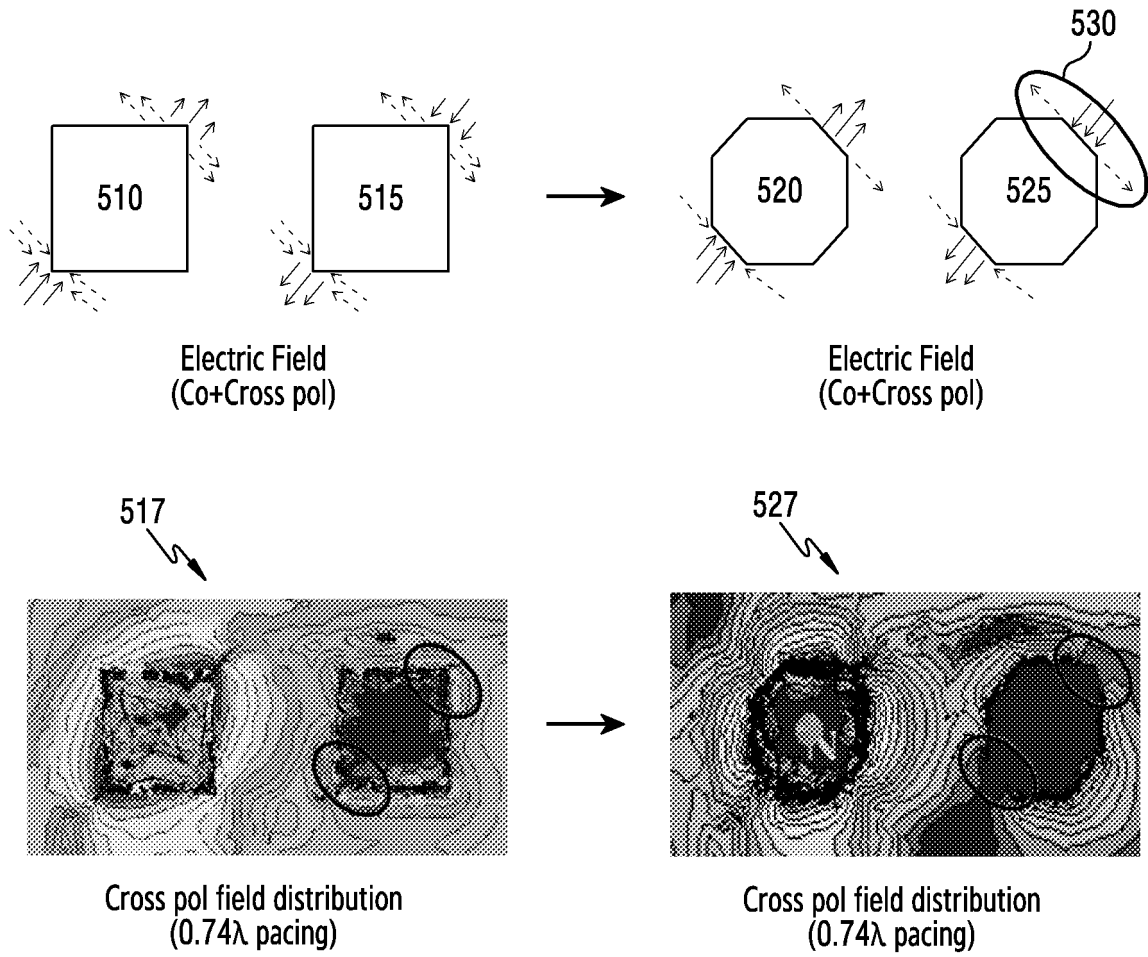 530
510
515
520
525
Electric Field
(Co+Cross pol)
Electric Field
(Co+Cross pol)
517
527
Cross pol field distribution
(0.74λ pacing)
Cross pol field distribution
(0.74λ pacing)